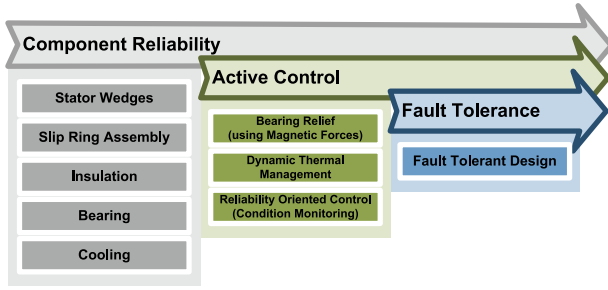 Component Reliability
Stator Wedges
Slip Ring Assembly
Insulation
Bearing
Cooling
Active Control
Bearing Relief
(using Magnetic Forces)
Dynamic Thermal
Management
Reliability Oriented Control
(Condition Monitoring)
Fault Tolerance
Fault Tolerant Design